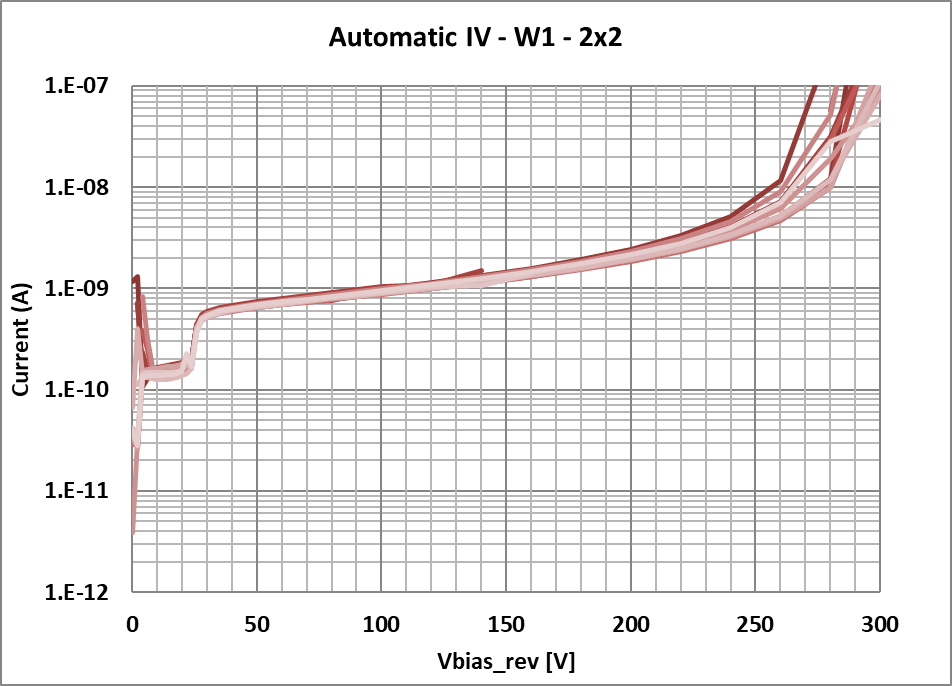 Automatic IV - W1 - 2x2
1.E-07
1.E-08
1.E-09
1.E-10
1.E-11
1.E-12
Current (A)
0 50 100 150 200 250 300
Vbias_rev [V]